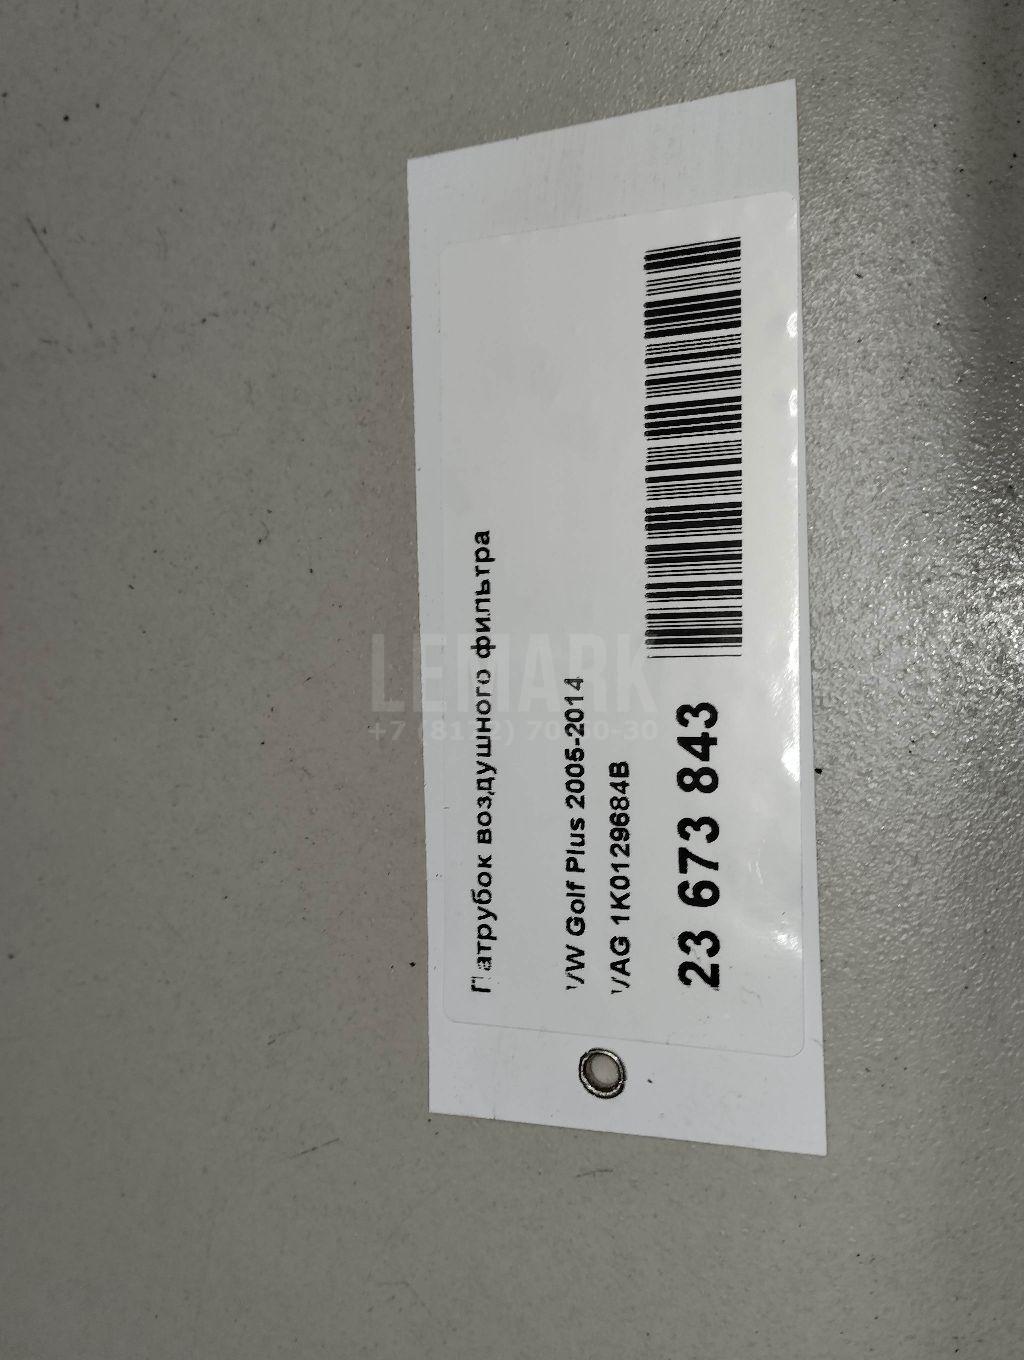 Патрубок воздушного фильтра
VW Golf Plus 2005-2014
VAG 1K0129684B
23 673 843
LEMARK